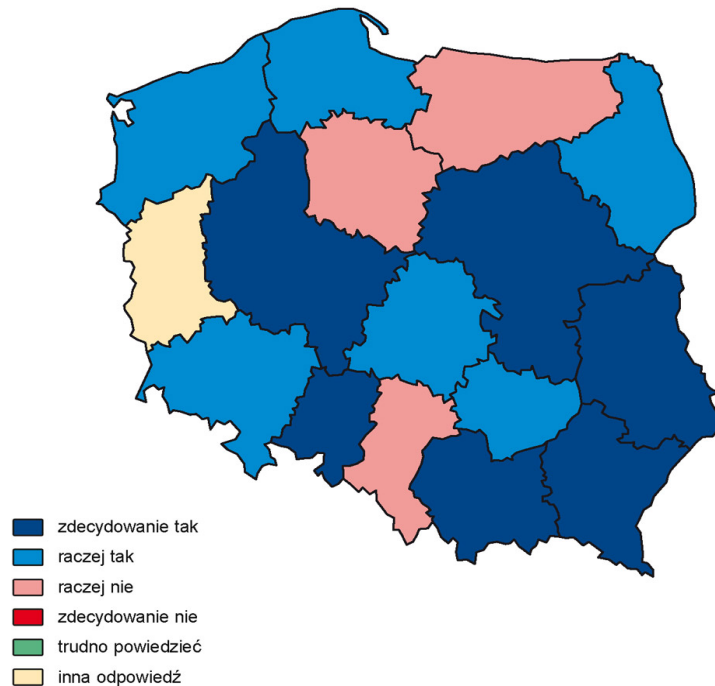 zdecydowanie tak
raczej tak
raczej nie
zdecydowanie nie
trudno powiedzieć
inna odpowiedź